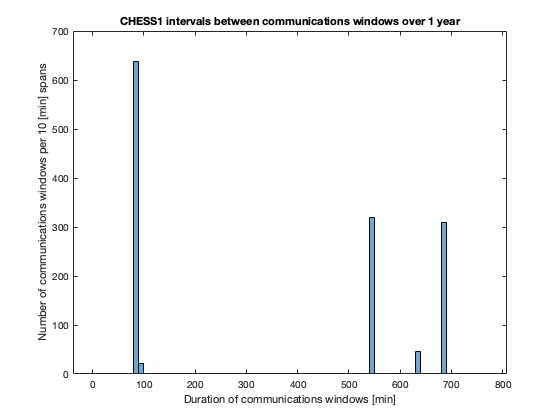 CHESS1 intervals between communications windows over 1 year
Number of communications windows per 10 [min] spans
700
600
500
400
300
200
100
0
0 100 200 300 400 500 600 700 800
Duration of communications windows [min]